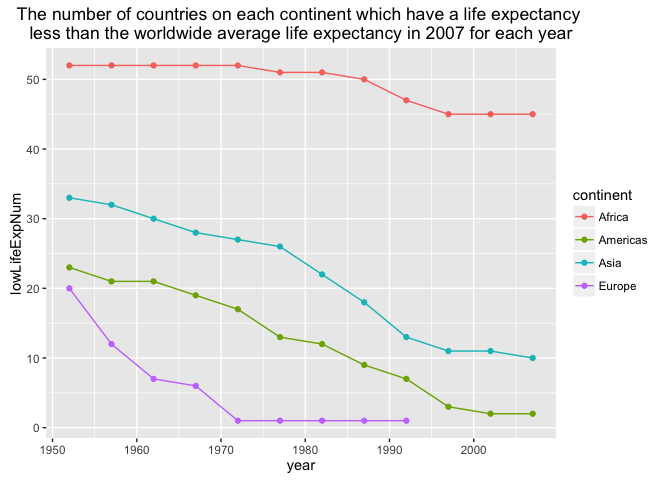 The number of countries on each continent which have a life expectancy
less than the worldwide average life expectancy in 2007 for each year
lowLifeExpNum
50
40
30
20
10
0
1950 1960 1970 1980 1990 2000
year
continent
Africa
Americas
Asia
Europe